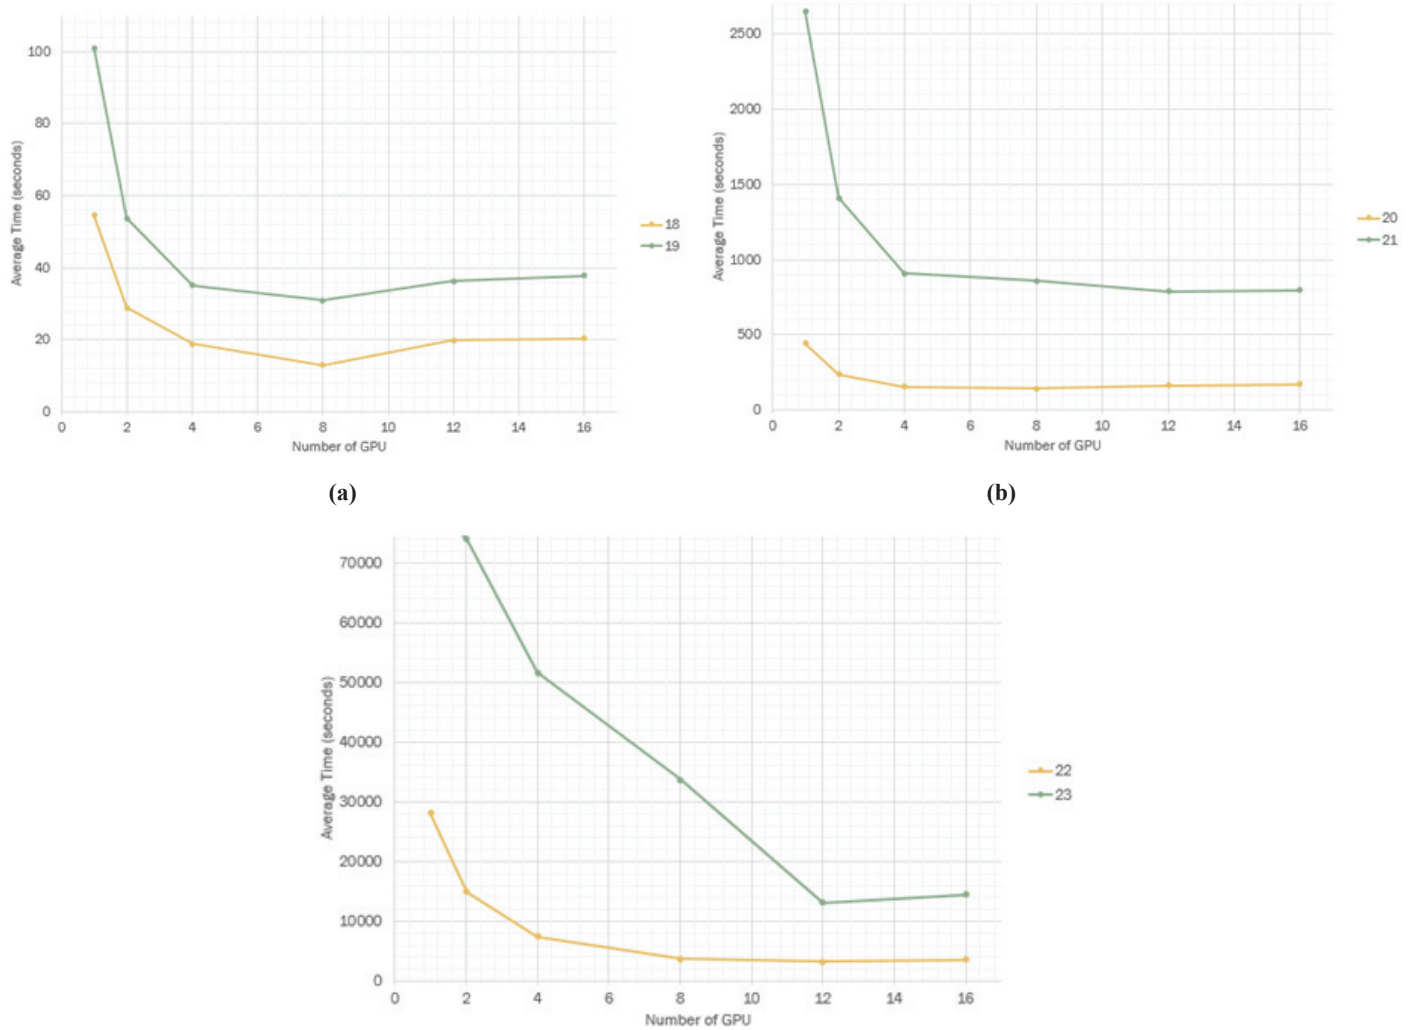 Average Time (seconds)
100
80
60
40
20
0
0 2 4 6 8 10 12 14 16
Number of GPU
18
19
(a)
Average Time (seconds)
2500
2000
1500
1000
500
0
0 2 4 6 8 10 12 14 16
Number of GPU
20
21
(b)
Average Time (seconds)
70000
60000
50000
40000
30000
20000
10000
0
0 2 4 6 8 10 12 14 16
Number of GPU
22
23